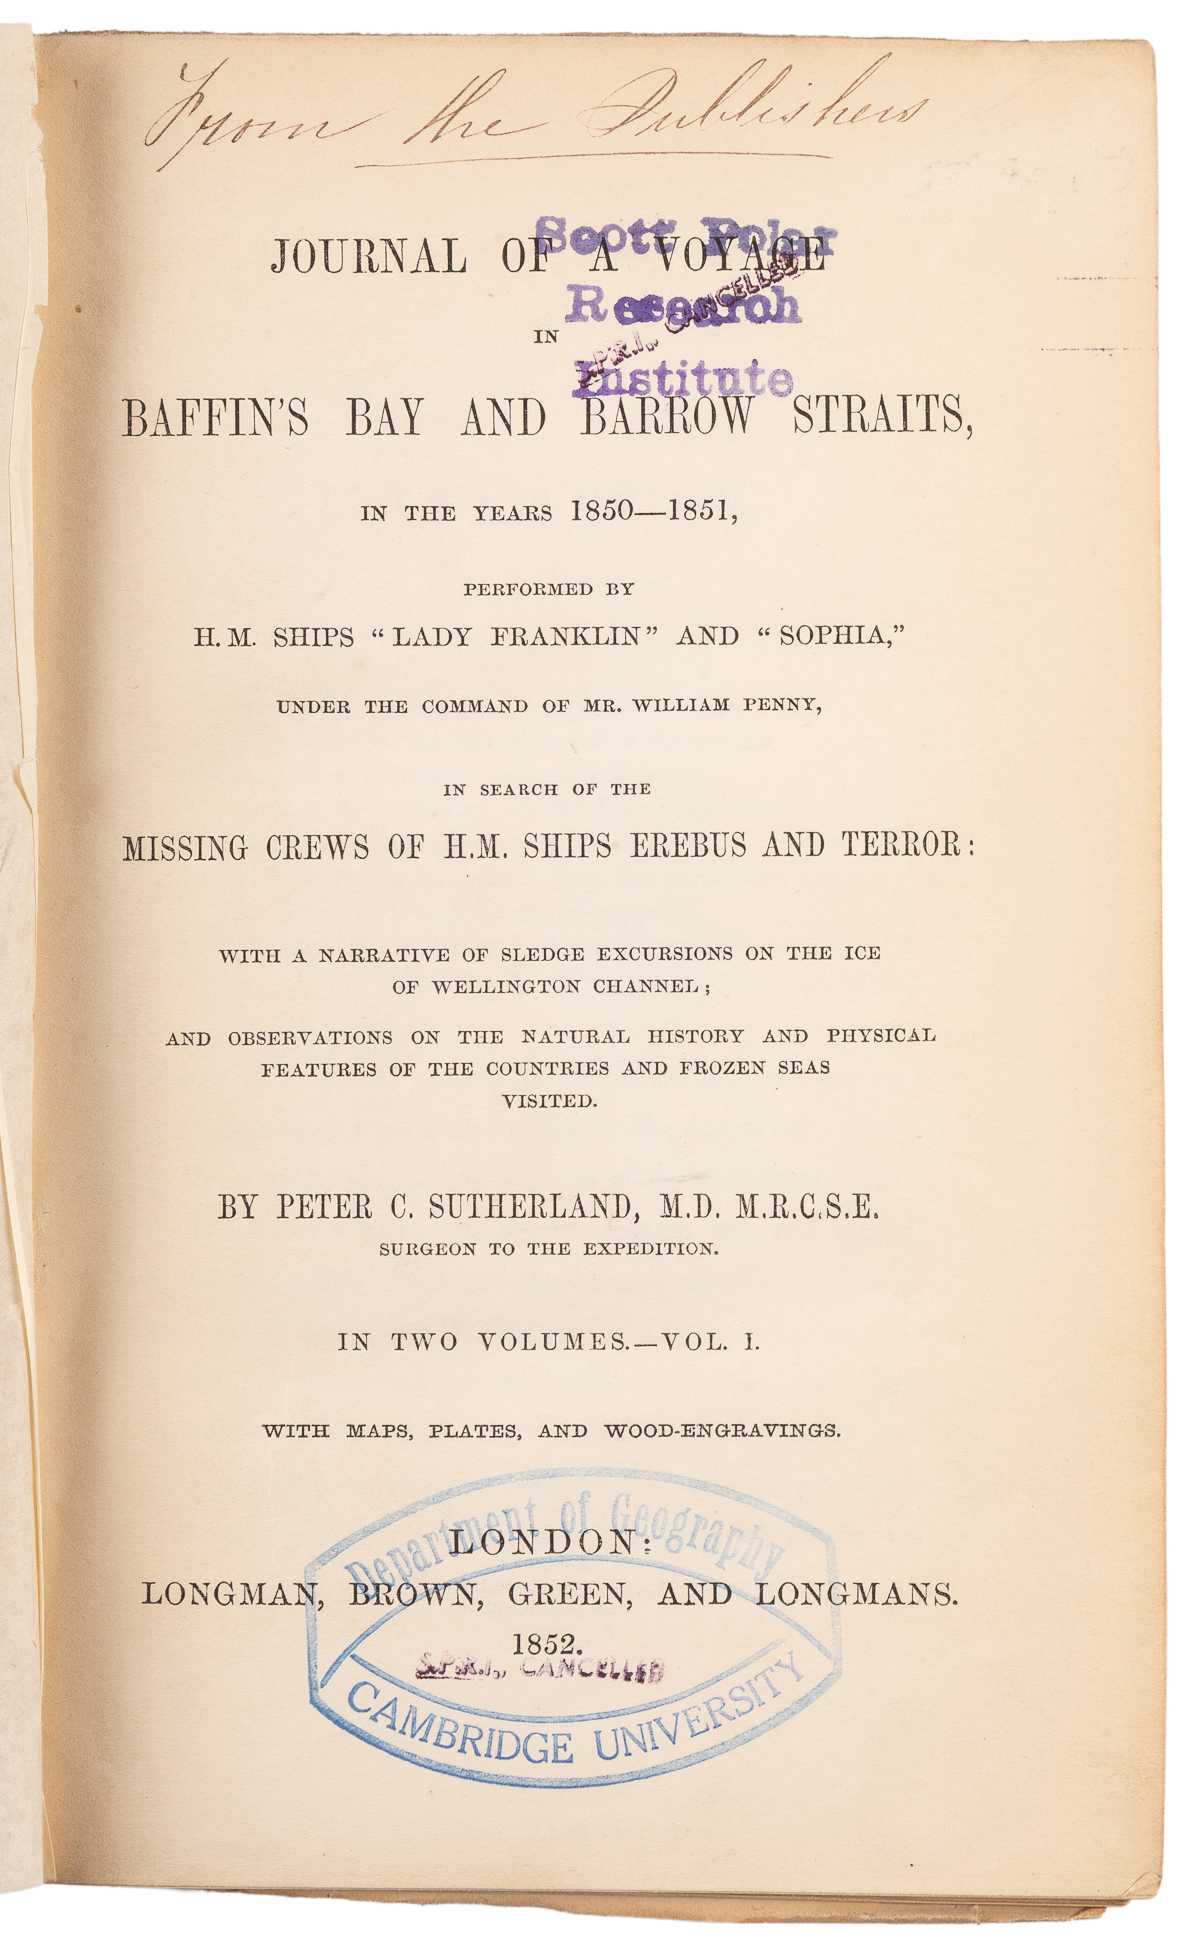 From the Publishers
JOURNAL OF A VOYAGE
Scott Polar
Research
Institute
S.P.R.I., CANCELLED
IN
BAFFIN'S BAY AND BARROW STRAITS,
IN THE YEARS 1850—1851,
PERFORMED BY
H.M. SHIPS “LADY FRANKLIN” AND “SOPHIA,”
UNDER THE COMMAND OF MR. WILLIAM PENNY,
IN SEARCH OF THE
MISSING CREWS OF H.M. SHIPS EREBUS AND TERROR:
WITH A NARRATIVE OF SLEDGE EXCURSIONS ON THE ICE
OF WELLINGTON CHANNEL;
AND OBSERVATIONS ON THE NATURAL HISTORY AND PHYSICAL
FEATURES OF THE COUNTRIES AND FROZEN SEAS
VISITED.
BY PETER C. SUTHERLAND, M.D. M.R.C.S.E.
SURGEON TO THE EXPEDITION.
IN TWO VOLUMES.—VOL. I.
WITH MAPS, PLATES, AND WOOD-ENGRAVINGS.
Department of Geography
LONDON:
LONGMAN, BROWN, GREEN, AND LONGMANS.
1852.
S.P.R.I., CANCELLED
CAMBRIDGE UNIVERSITY